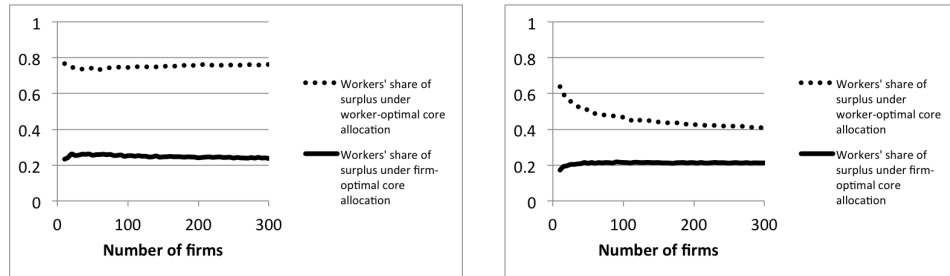 1
0.8
0.6
0.4
0.2
0
0 100 200 300
Number of firms
Workers' share of
surplus under
worker-optimal core
allocation
Workers' share of
surplus under firm-
optimal core
allocation
1
0.8
0.6
0.4
0.2
0
0 100 200 300
Number of firms
Workers' share of
surplus under
worker-optimal core
allocation
Workers' share of
surplus under firm-
optimal core
allocation